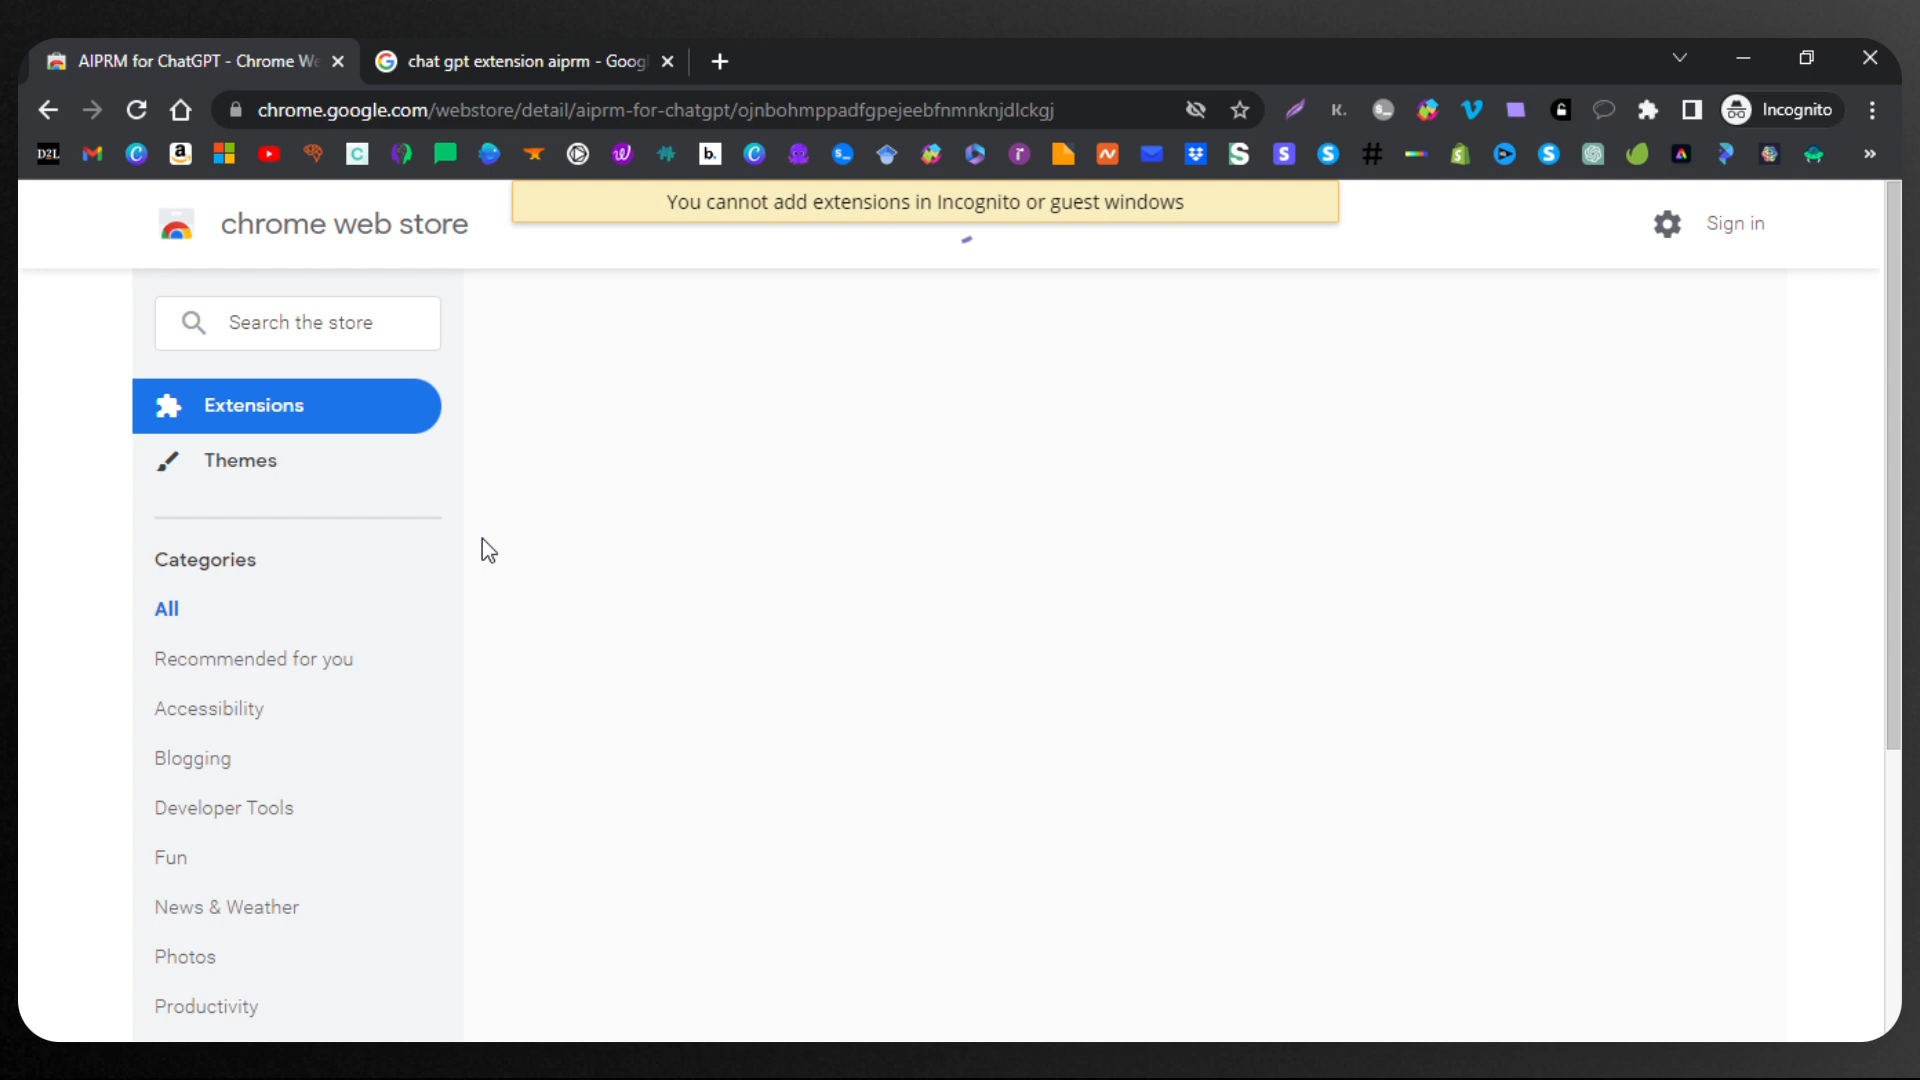 AIPRM for ChatGPT - Chrome We
chat gpt extension aiprm - Goog
chrome.google.com/webstore/detail/aiprm-for-chatgpt/ojnbohmppadfgpejeebfnmnknjdlckgj
K.
Incognito
D2L
b.
You cannot add extensions in Incognito or guest windows
chrome web store
Sign in
Search the store
Extensions
Themes
Categories
All
Recommended for you
Accessibility
Blogging
Developer Tools
Fun
News & Weather
Photos
Productivity